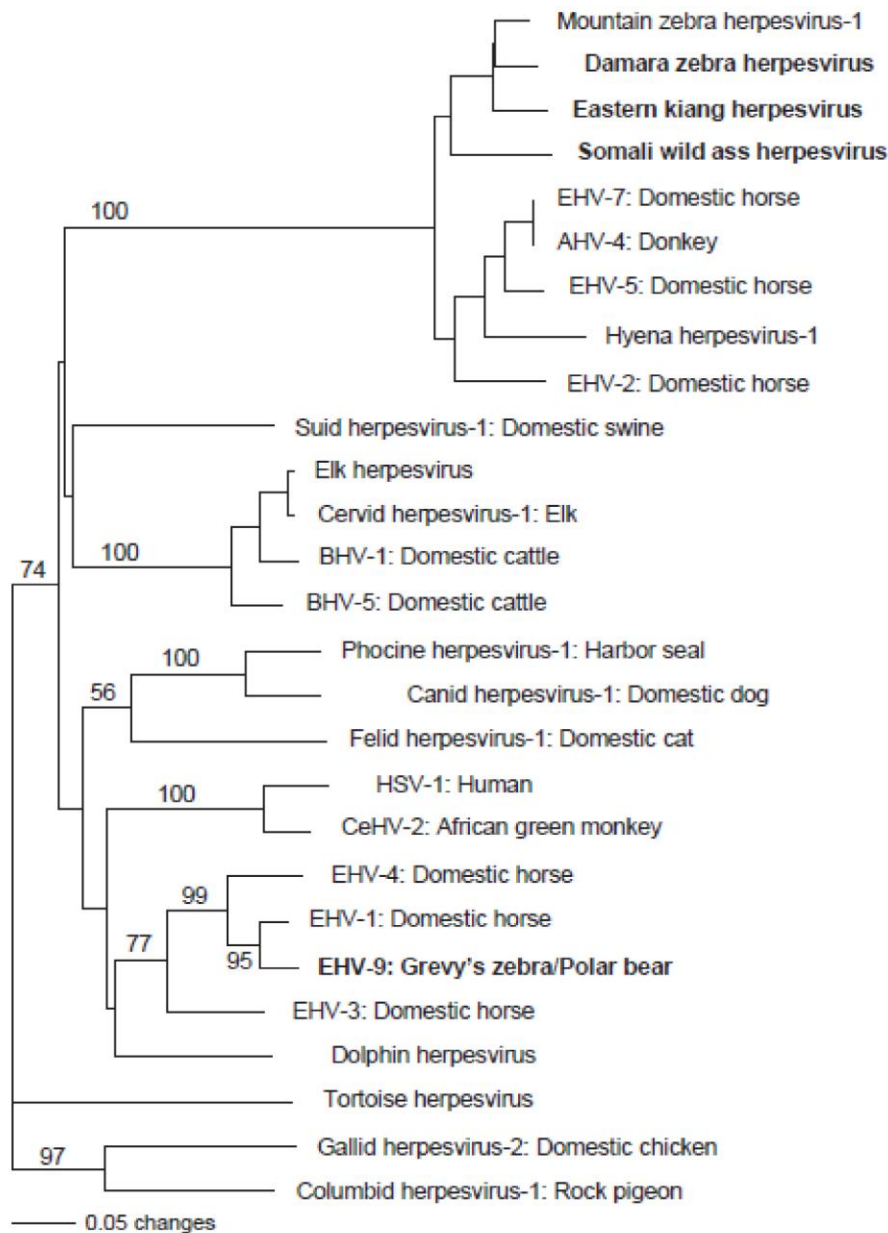 Mountain zebra herpesvirus-1
Damara zebra herpesvirus
Eastern kiang herpesvirus
Somali wild ass herpesvirus
EHV-7: Domestic horse
100
AHV-4: Donkey
EHV-5: Domestic horse
Hyena herpesvirus-1
EHV-2: Domestic horse
Suid herpesvirus-1: Domestic swine
Elk herpesvirus
Cervid herpesvirus-1: Elk
100
BHV-1: Domestic cattle
74
BHV-5: Domestic cattle
Phocine herpesvirus-1: Harbor seal
100
Canid herpesvirus-1: Domestic dog
56
Felid herpesvirus-1: Domestic cat
HSV-1: Human
100
CeHV-2: African green monkey
EHV-4: Domestic horse
99
EHV-1: Domestic horse
77
95
EHV-9: Grevy's zebra/Polar bear
EHV-3: Domestic horse
Dolphin herpesvirus
Tortoise herpesvirus
Gallid herpesvirus-2: Domestic chicken
97
Columbid herpesvirus-1: Rock pigeon
0.05 changes